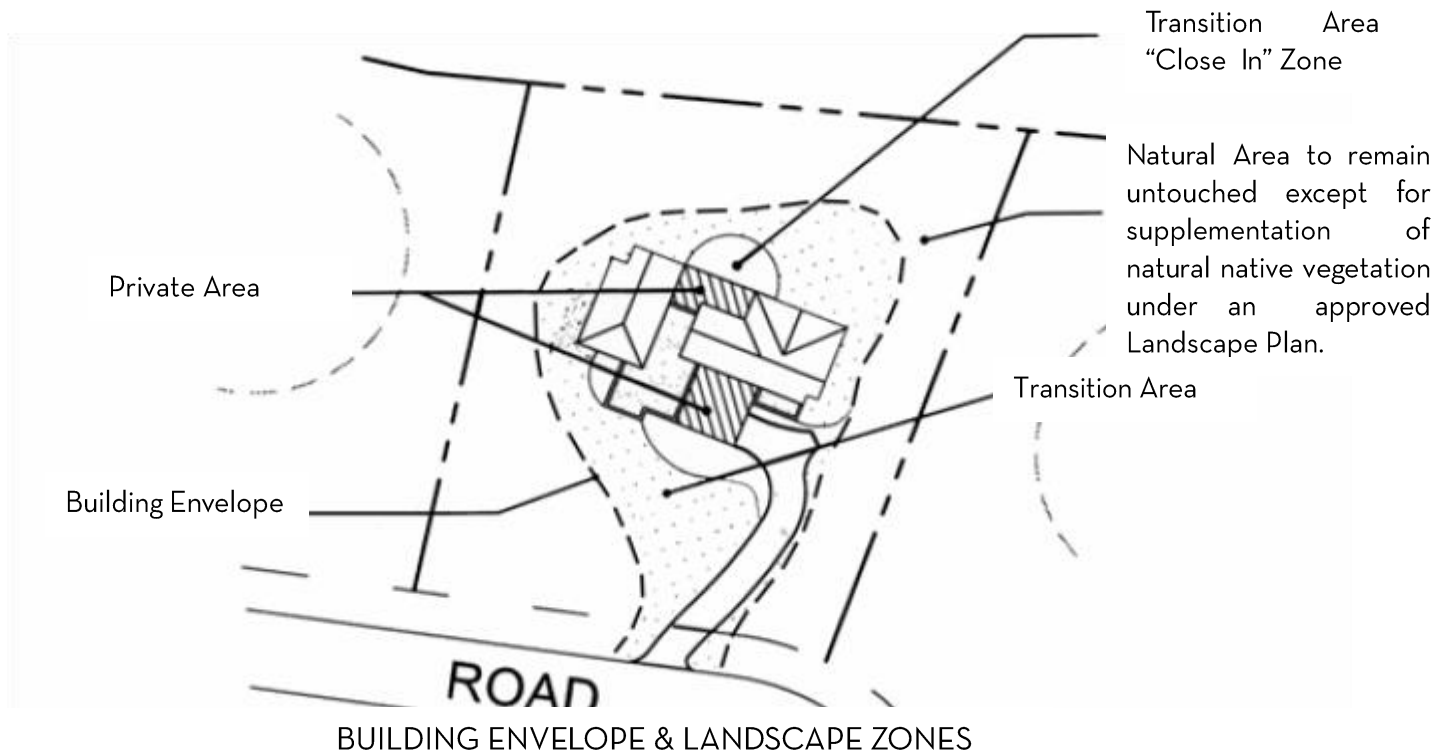 Transition Area
“Close In” Zone
Natural Area to remain
untouched except for
supplementation of
natural native vegetation
under an approved
Landscape Plan.
Private Area
Transition Area
Building Envelope
ROAD
BUILDING ENVELOPE & LANDSCAPE ZONES